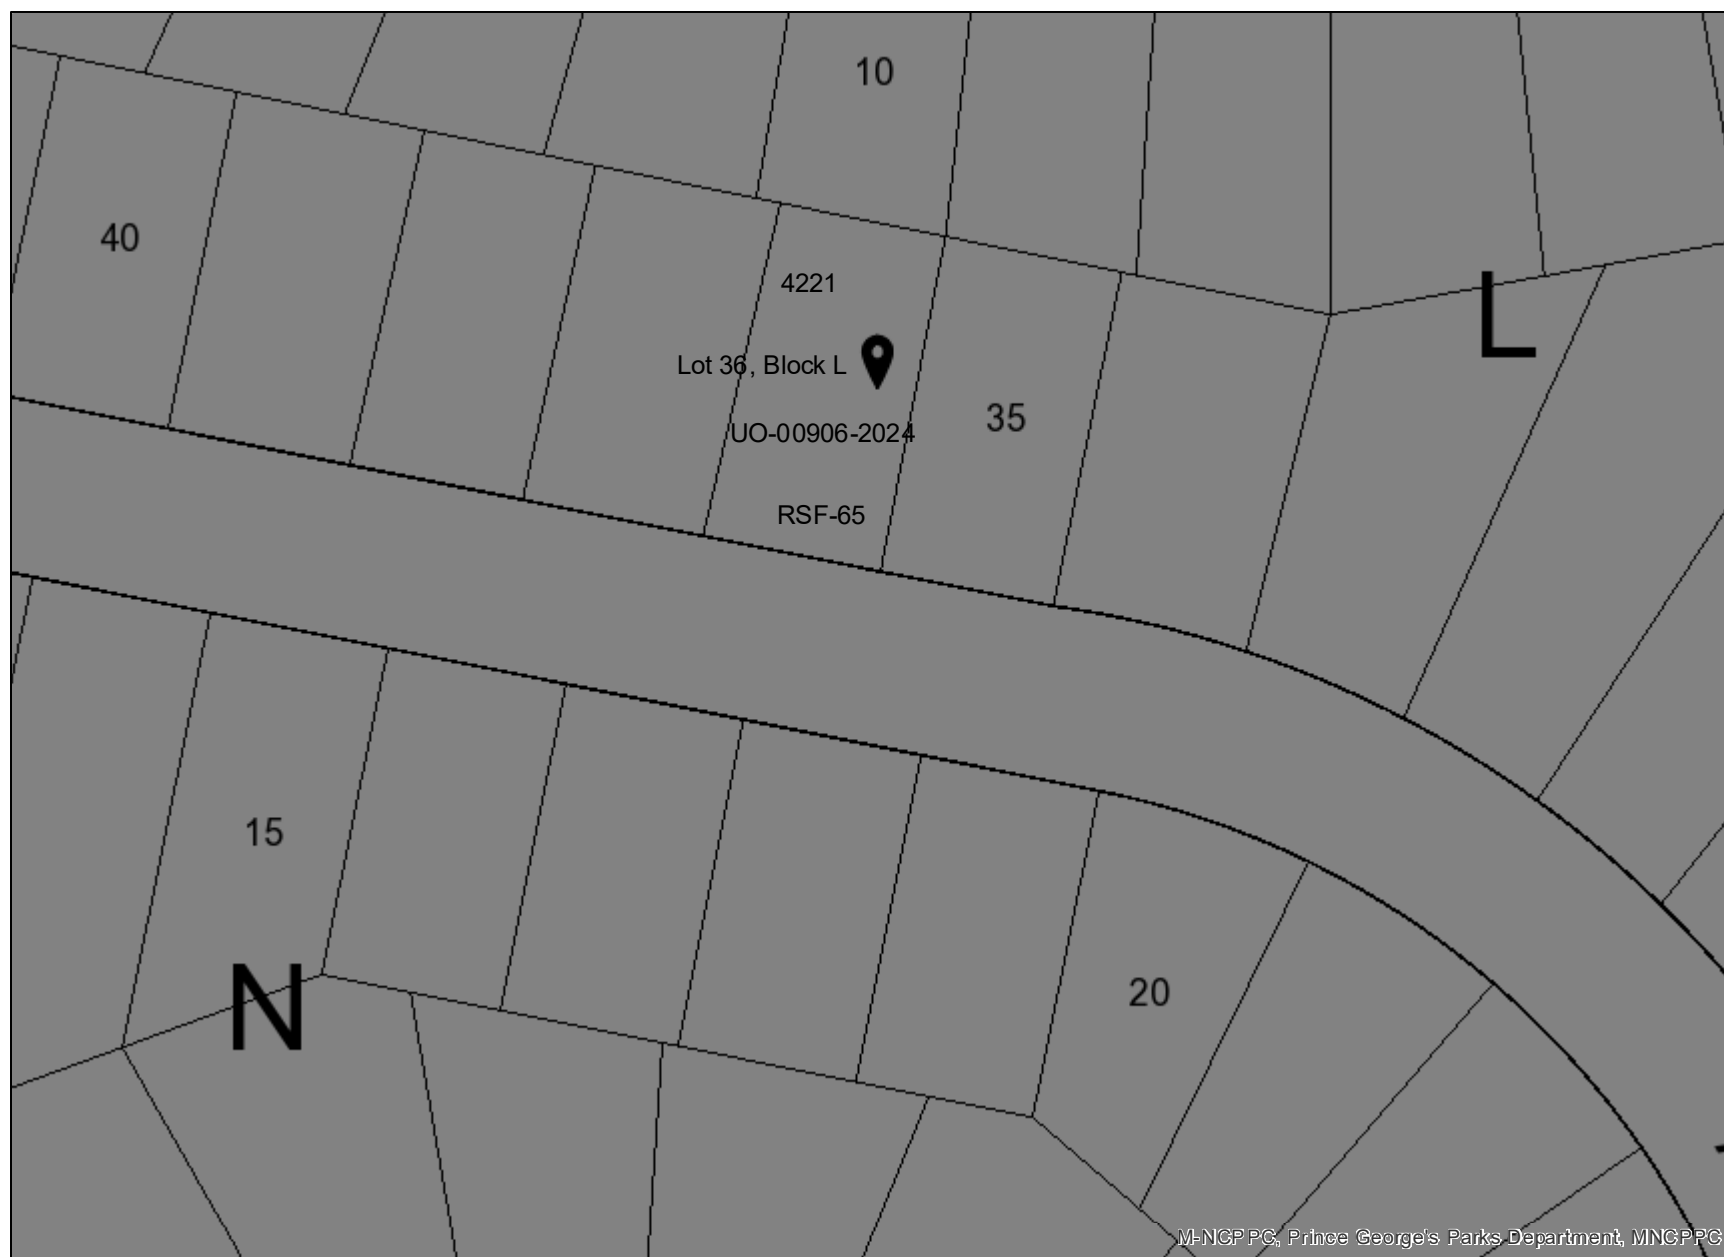 10
40
4221
L
Lot 36, Block L
35
UO-00906-2024
RSF-65
15
N
20
M-NCPPC, Prince George's Parks Department, MNCPPC